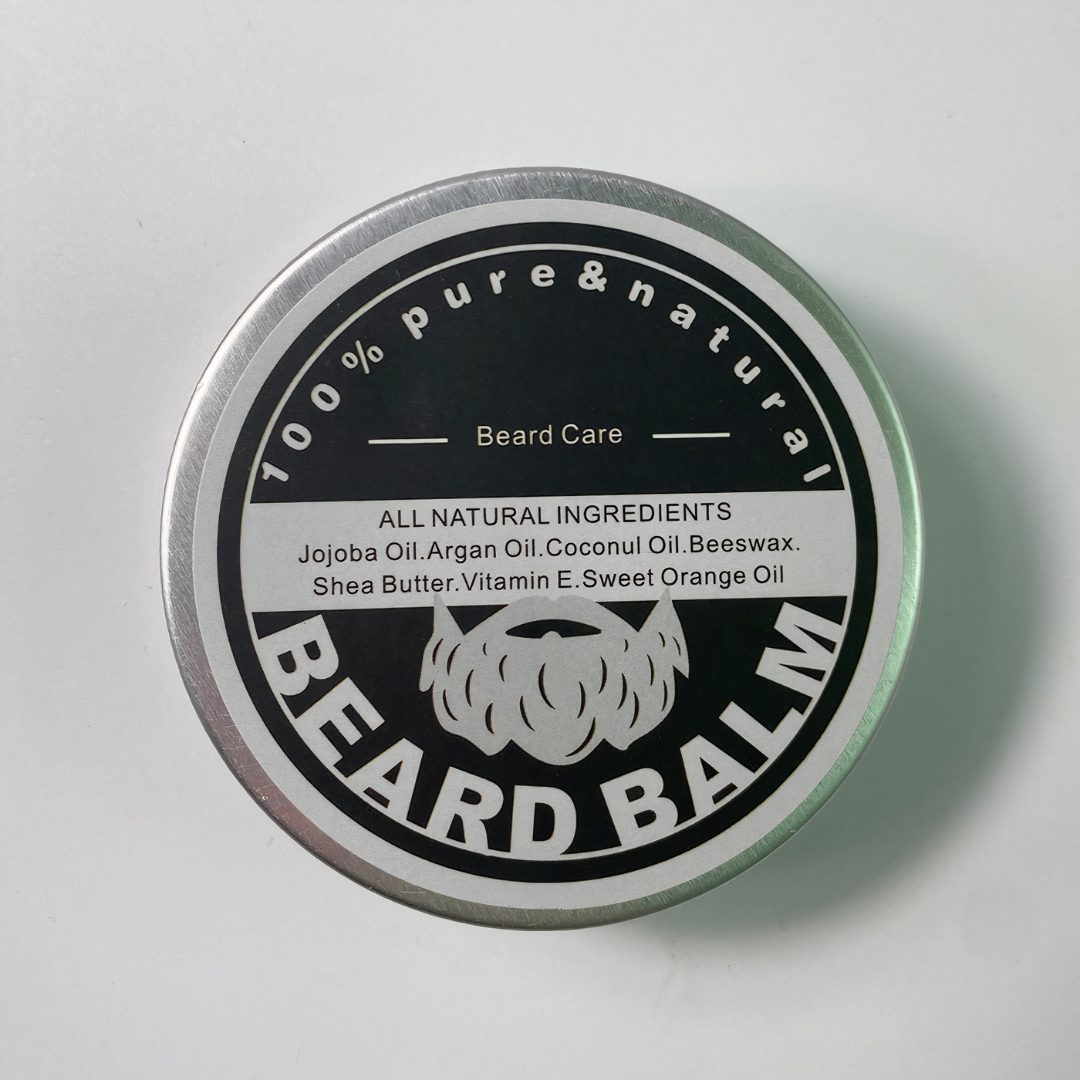 100% pure&natural
Beard Care
ALL NATURAL INGREDIENTS
Jojoba Oil.Argan Oil.Coconul Oil.Beeswax.
Shea Butter.Vitamin E.Sweet Orange Oil
BEARD BALM